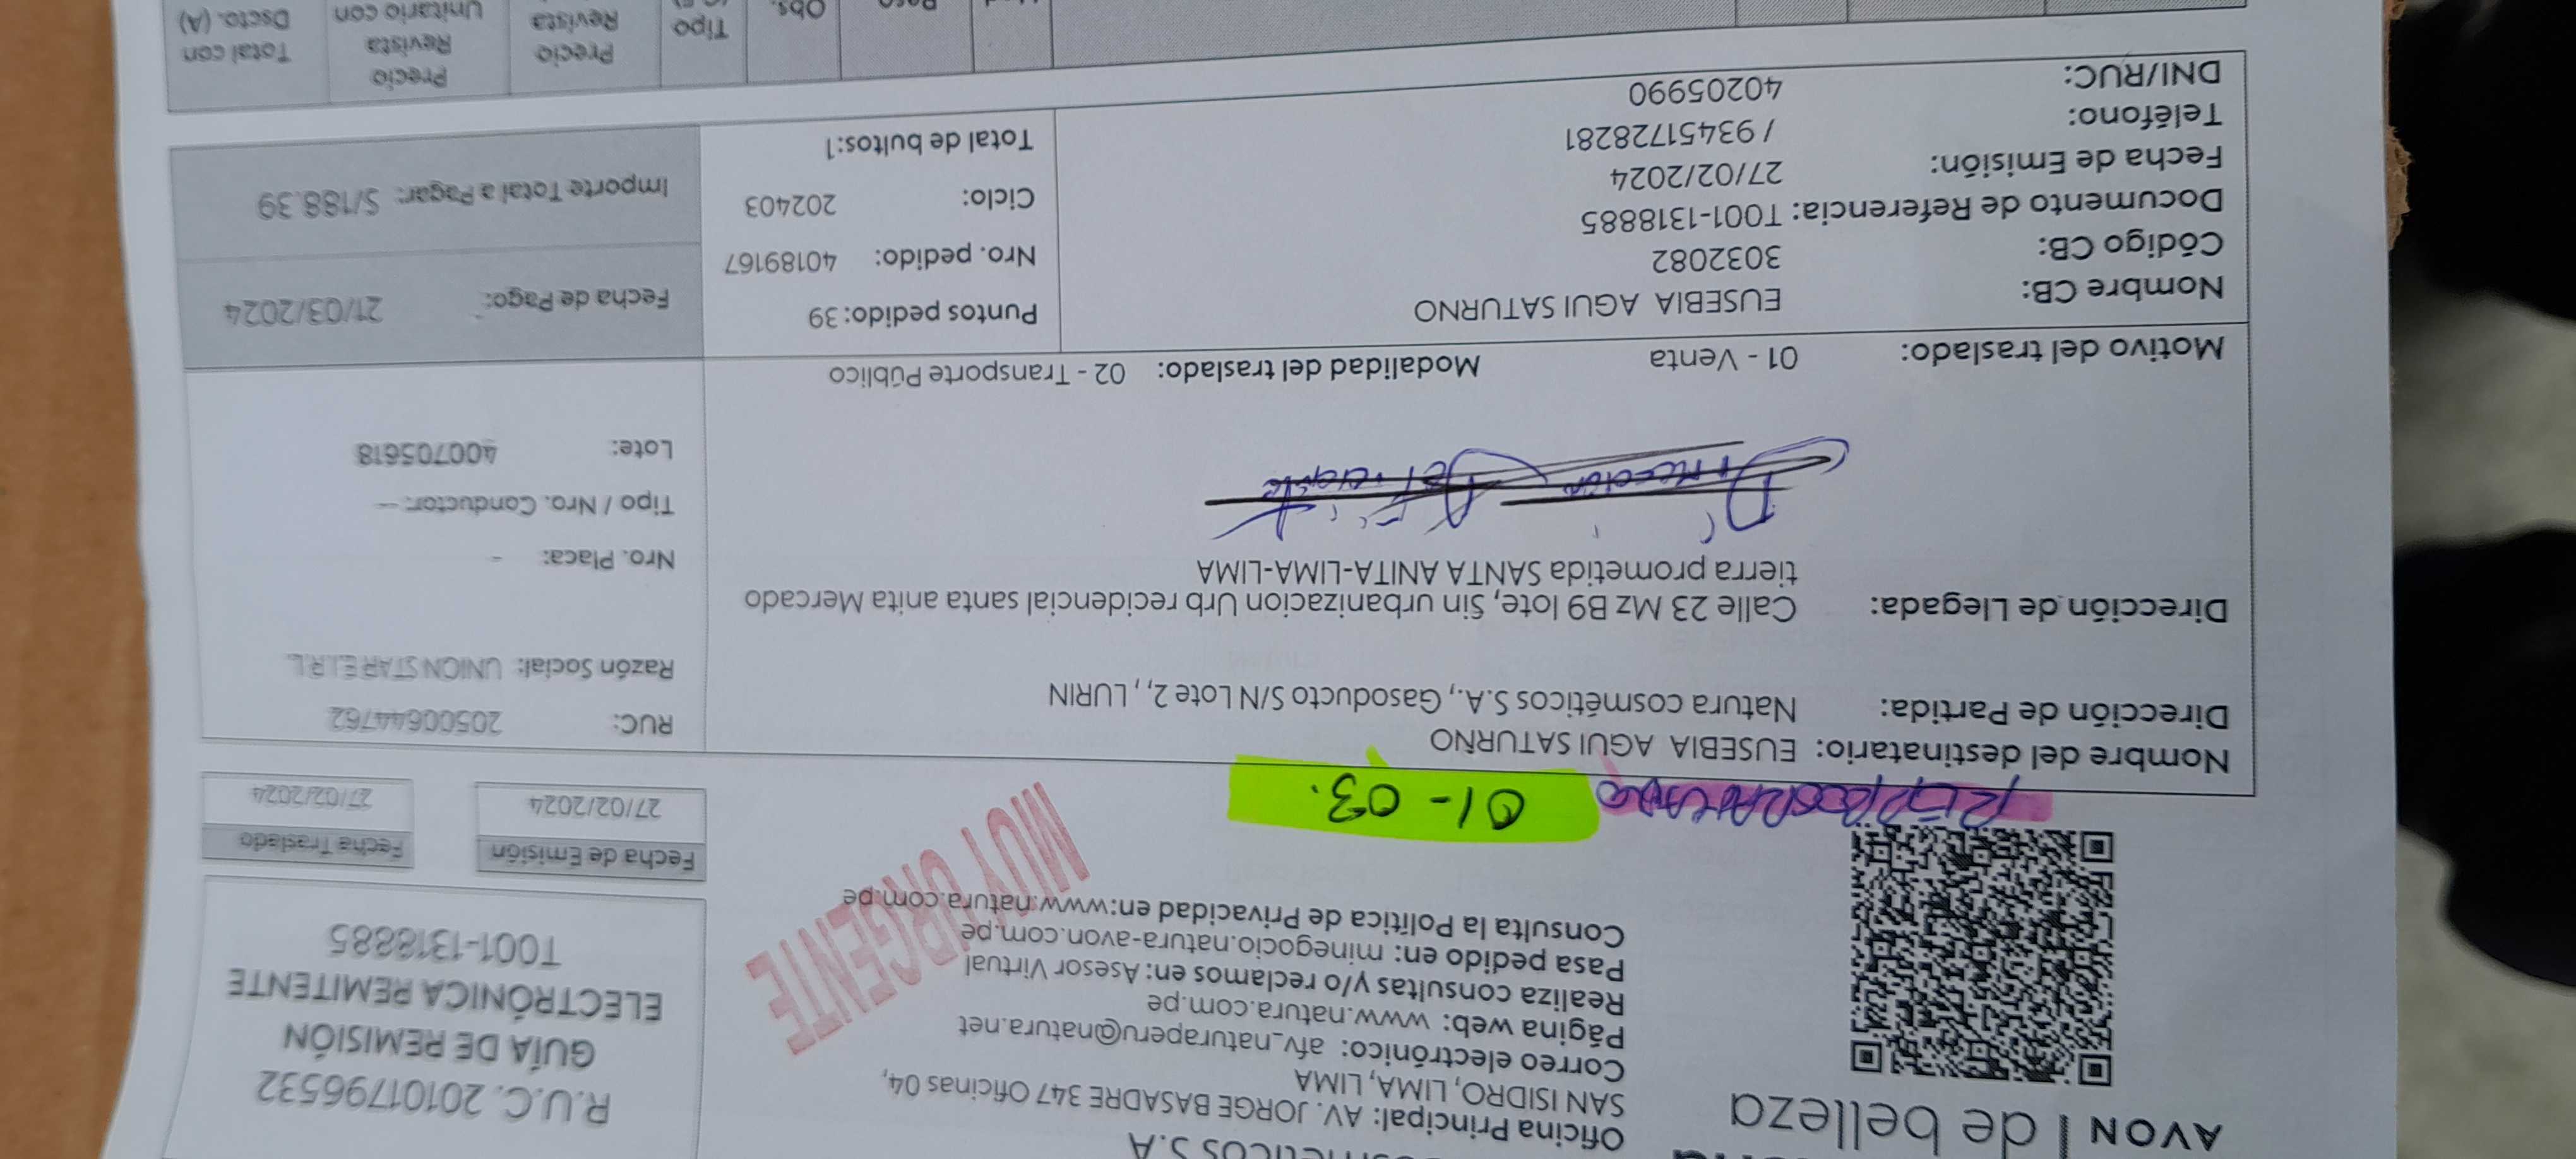 AVON | de belleza
Oficina Principal: AV. JORGE BASADRE 347 Oficinas 04,
SAN ISIDRO, LIMA, LIMA
Correo electrónico: afv_naturaperu@natura.net
Página web: www.natura.com.pe
Realiza consultas y/o reclamos en: Asesor Virtual
Pasa pedido en: minegocio.natura-avon.com.pe
Consulta la Política de Privacidad en: www.natura.com.pe
MUY URGENTE
R.U.C. 20101796532
GUÍA DE REMISIÓN
ELECTRÓNICA REMITENTE
T001-1318885
Fecha de Emisión
27/02/2024
Fecha Traslado
27/02/2024
01-03.
Nombre del destinatario: EUSEBIA AGUI SATURNO
Dirección de Partida: Natura cosméticos S.A., Gasoducto S/N Lote 2, , LURIN
Dirección de Llegada: Calle 23 Mz B9 lote, Sin urbanizacion Urb recidencial santa anita Mercado
tierra prometida SANTA ANITA-LIMA-LIMA
Dirección Deficiente
Motivo del traslado: 01 - Venta Modalidad del traslado: 02 - Transporte Público
RUC: 20500644762
Razón Social: UNION STAR E.I.R.L.
Nro. Placa: -
Tipo / Nro. Conductor: --
Lote: 400705618
Nombre CB: EUSEBIA AGUI SATURNO
Código CB: 3032082
Documento de Referencia: T001-1318885
Fecha de Emisión: 27/02/2024
Teléfono: / 93451728281
DNI/RUC: 40205990
Puntos pedido: 39
Nro. pedido: 40189167
Ciclo: 202403
Total de bultos:1
Fecha de Pago: 21/03/2024
Importe Total a Pagar: S/188.39
Obs.
Tipo
Precio
Revista
Precio
Revista
Unitario con
Total con
Dscto. (A)